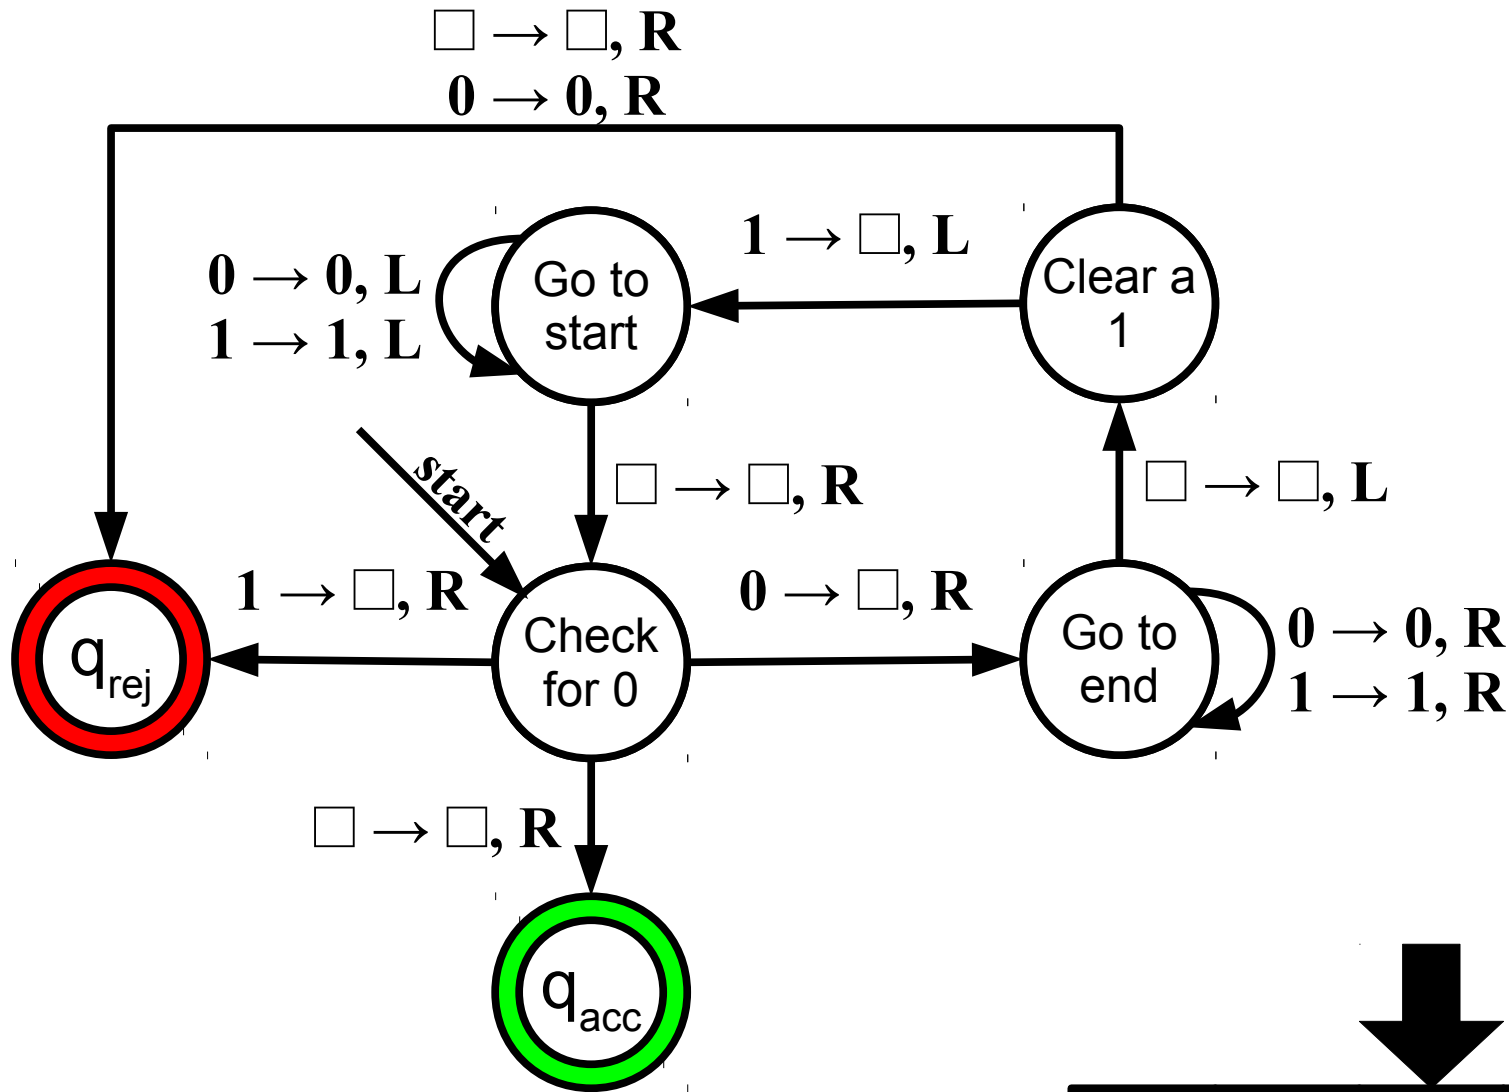 □ → □, R
0 → 0, R
1 → □, L
0 → 0, L
1 → 1, L
Go to
start
Clear a
1
start
□ → □, R
□ → □, L
1 → □, R
0 → □, R
q_rej
Check
for 0
Go to
end
0 → 0, R
1 → 1, R
□ → □, R
q_acc